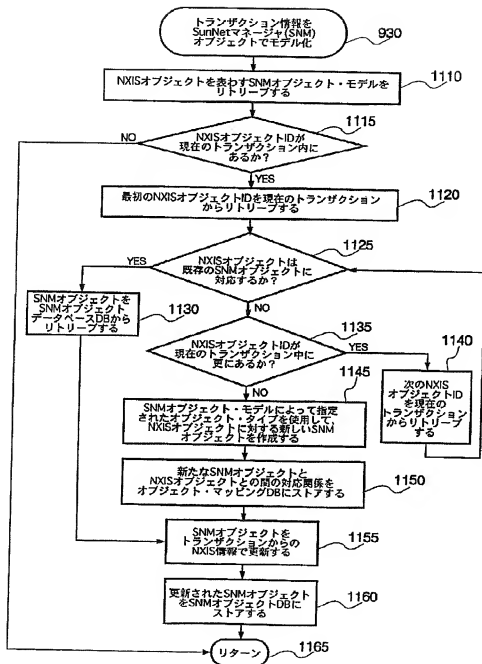 トランザクション情報を
SunNetマネージャ(SNM)
オブジェクトでモデル化
930
NXISオブジェクトを表わすSNMオブジェクト・モデルを
リトリーブする
1110
NXISオブジェクトIDが
現在のトランザクション内に
あるか？
1115
NO
YES
最初のNXISオブジェクトIDを現在のトランザクション
からリトリーブする
1120
NXISオブジェクトは
既存のSNMオブジェクトに
対応するか？
1125
YES
NO
SNMオブジェクトを
SNMオブジェクト
データベースDBから
リトリーブする
1130
NXISオブジェクトIDが
現在のトランザクション中に
更にあるか？
1135
YES
NO
次のNXIS
オブジェクトID
を現在の
トランザクション
からリトリーブ
する
1140
SNMオブジェクト・モデルによって指定
されたオブジェクト・タイプを使用して、
NXISオブジェクトに対する新しいSNM
オブジェクトを作成する
1145
新たなSNMオブジェクトと
NXISオブジェクトとの間の対応関係を
オブジェクト・マッピングDBにストアする
1150
SNMオブジェクトを
トランザクションからの
NXIS情報で更新する
1155
更新されたSNMオブジェクト
をSNMオブジェクトDBに
ストアする
1160
リターン
1165